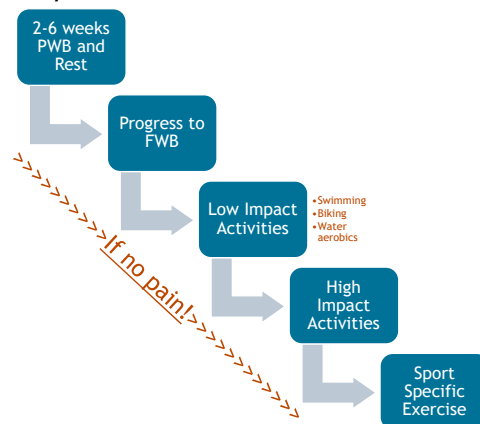 2-6 weeks
PWB and
Rest
Progress to
FWB
Low Impact
Activities
•Swimming
•Biking
•Water
aerobics
If no pain!
High
Impact
Activities
Sport
Specific
Exercise